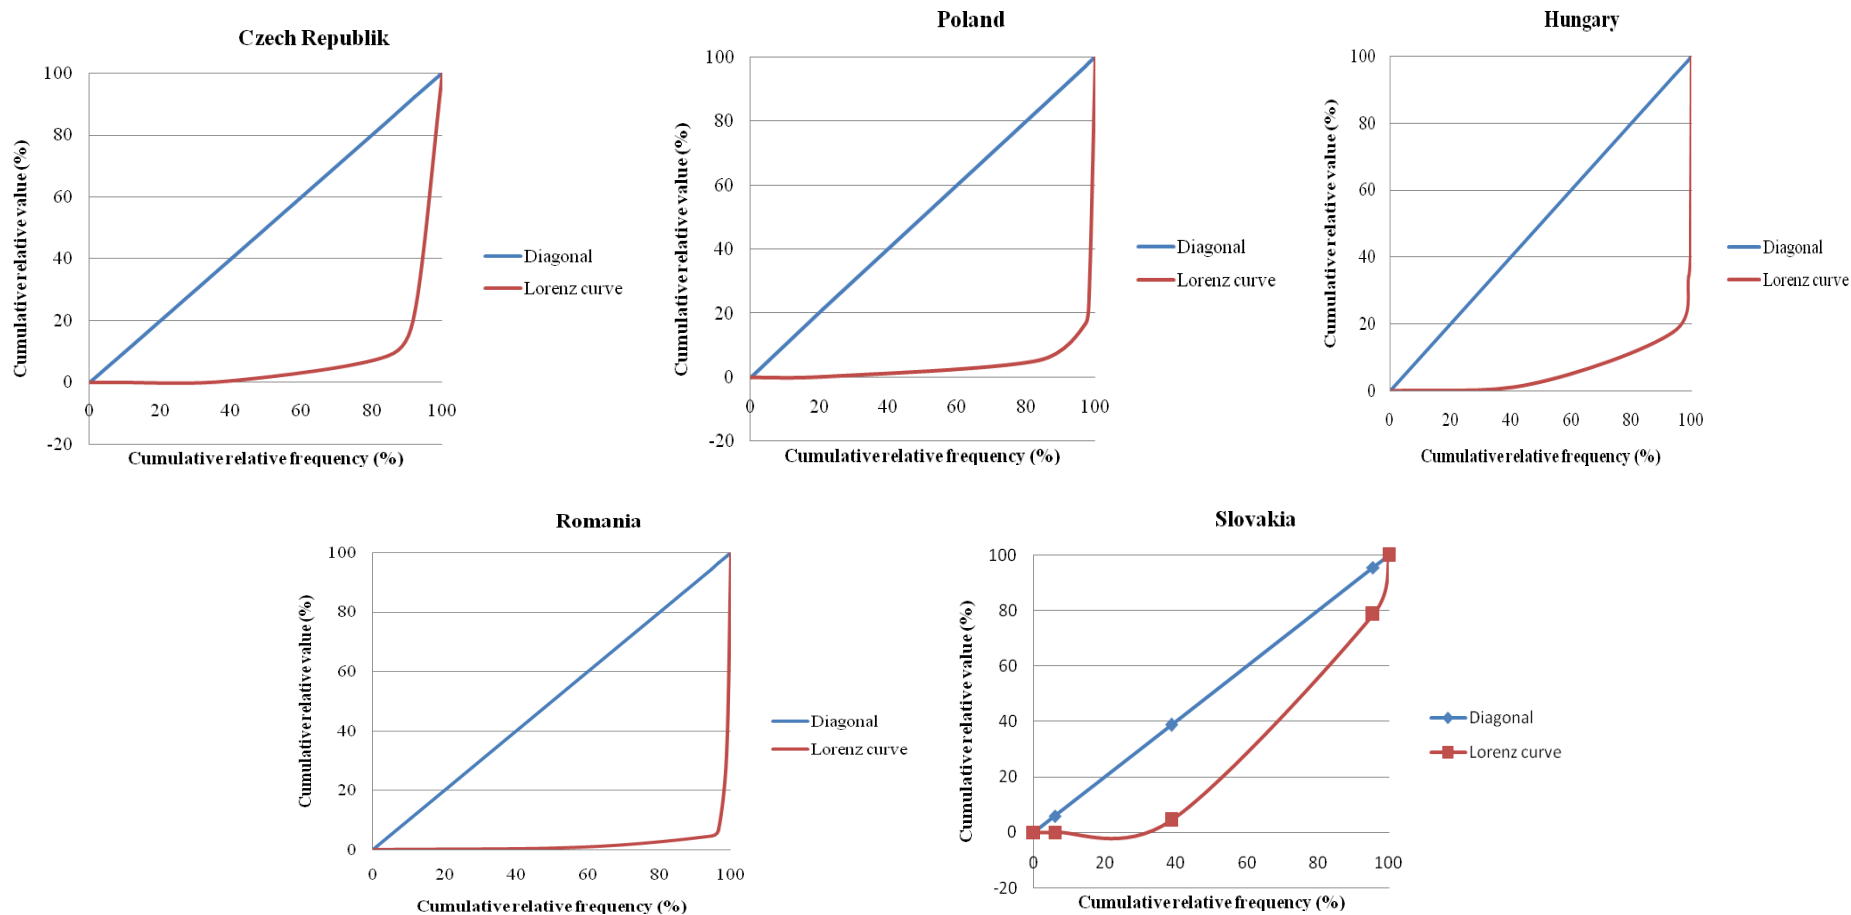 Czech Republik
100
80
60
40
20
0
-20
0 20 40 60 80 100
Cumulative relative value (%)
Cumulative relative frequency (%)
Diagonal
Lorenz curve
Poland
100
80
60
40
20
0
-20
0 20 40 60 80 100
Cumulative relative value (%)
Cumulative relative frequency (%)
Diagonal
Lorenz curve
Hungary
100
80
60
40
20
0
0 20 40 60 80 100
Cumulative relative value (%)
Cumulative relative frequency (%)
Diagonal
Lorenz curve
Romania
100
80
60
40
20
0
0 20 40 60 80 100
Cumulative relative value (%)
Cumulative relative frequency (%)
Diagonal
Lorenz curve
Slovakia
100
80
60
40
20
0
-20
0 20 40 60 80 100
Cumulative relative value (%)
Cumulative relative frequency (%)
Diagonal
Lorenz curve